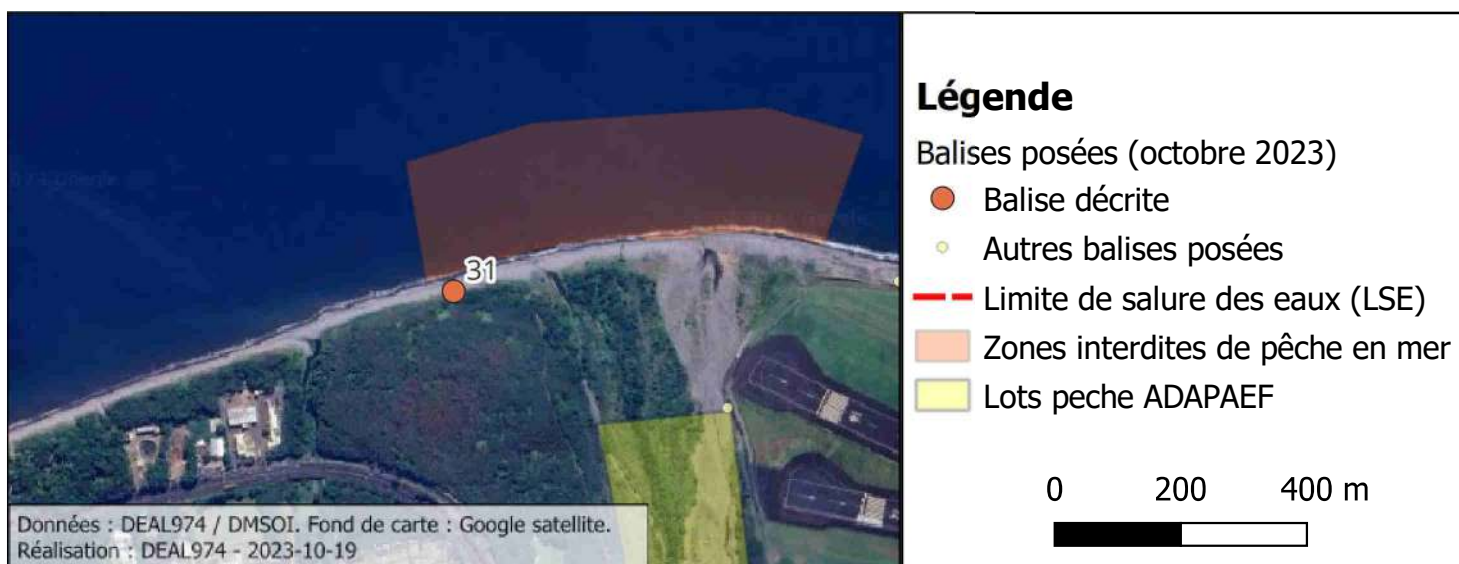 31
Données : DEAL974 / DMSOI. Fond de carte : Google satellite.
Réalisation : DEAL974 - 2023-10-19
Légende
Balises posées (octobre 2023)
Balise décrite
Autres balises posées
Limite de salure des eaux (LSE)
Zones interdites de pêche en mer
Lots peche ADAPAEF
0 200 400 m